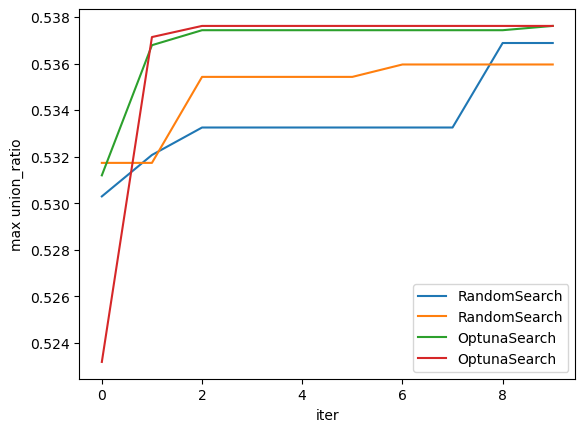 0.538
0.536
0.534
0.532
0.530
0.528
0.526
0.524
max union_ratio
0 2 4 6 8
iter
RandomSearch
RandomSearch
OptunaSearch
OptunaSearch